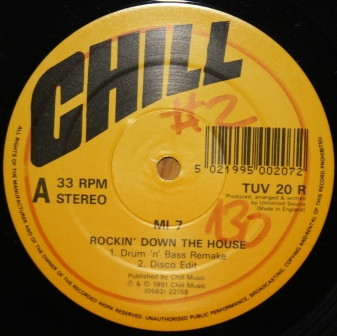 CHILL
#2
5 021995 002072
A
33 RPM
STEREO
TUV 20 R
Produced, arranged & written
by Unlimited Source
(Made in England)
130
MI 7
ROCKIN' DOWN THE HOUSE
1. Drum 'n' Bass Remake
2. Disco Edit
Published by Chill Music
℗ & © 1991 Chill Music
(0582) 22158
ALL RIGHTS OF THE MANUFACTURER AND OF THE OWNER OF THE RECORDED WORK RESERVED. UNAUTHORISED PUBLIC PERFORMANCE, BROADCASTING, COPYING AND RE-RENTAL OF THIS RECORD PROHIBITED.